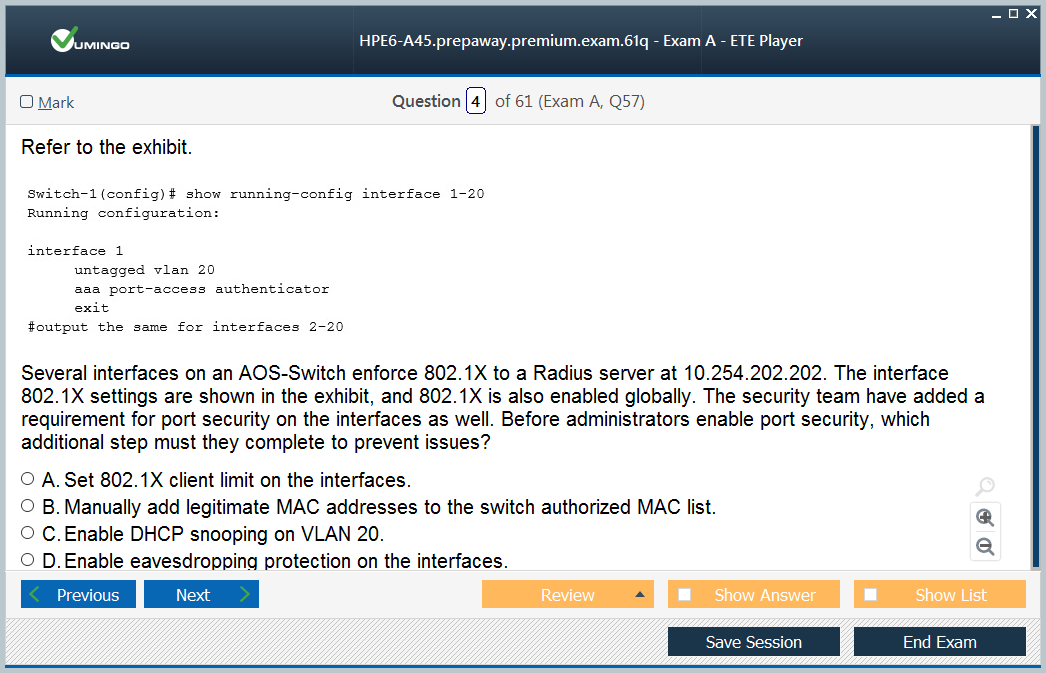 VUMINGO
HPE6-A45.prepaway.premium.exam.61q - Exam A - ETE Player
Mark
Question 4 of 61 (Exam A, Q57)
Refer to the exhibit.
Switch-1(config)# show running-config interface 1-20
Running configuration:
interface 1
untagged vlan 20
aaa port-access authenticator
exit
#output the same for interfaces 2-20
Several interfaces on an AOS-Switch enforce 802.1X to a Radius server at 10.254.202.202. The interface
802.1X settings are shown in the exhibit, and 802.1X is also enabled globally. The security team have added a
requirement for port security on the interfaces as well. Before administrators enable port security, which
additional step must they complete to prevent issues?
A. Set 802.1X client limit on the interfaces.
B. Manually add legitimate MAC addresses to the switch authorized MAC list.
C. Enable DHCP snooping on VLAN 20.
D. Enable eavesdropping protection on the interfaces.
Previous
Next
Review
Show Answer
Show List
Save Session
End Exam